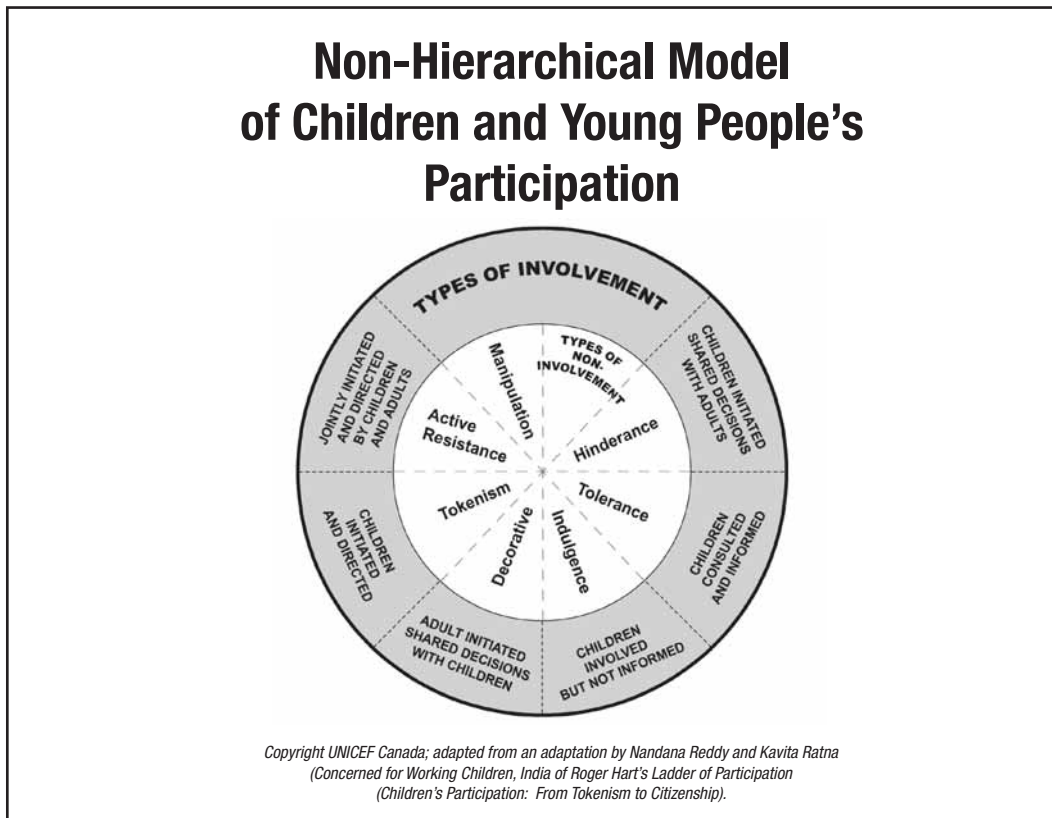 Non-Hierarchical Model
of Children and Young People's
Participation
TYPES OF INVOLVEMENT
CHILDREN INITIATED
SHARED DECISIONS
WITH ADULTS
CHILDREN
CONSULTED
AND INFORMED
CHILDREN
INVOLVED
BUT NOT INFORMED
ADULT INITIATED
SHARED DECISIONS
WITH CHILDREN
CHILDREN
INITIATED
AND DIRECTED
JOINTLY INITIATED
AND DIRECTED
BY CHILDREN
AND ADULTS
TYPES OF
NON-
INVOLVEMENT
Hinderance
Tolerance
Indulgence
Decorative
Tokenism
Active
Resistance
Manipulation
Copyright UNICEF Canada; adapted from an adaptation by Nandana Reddy and Kavita Ratna
(Concerned for Working Children, India of Roger Hart's Ladder of Participation
(Children's Participation: From Tokenism to Citizenship).